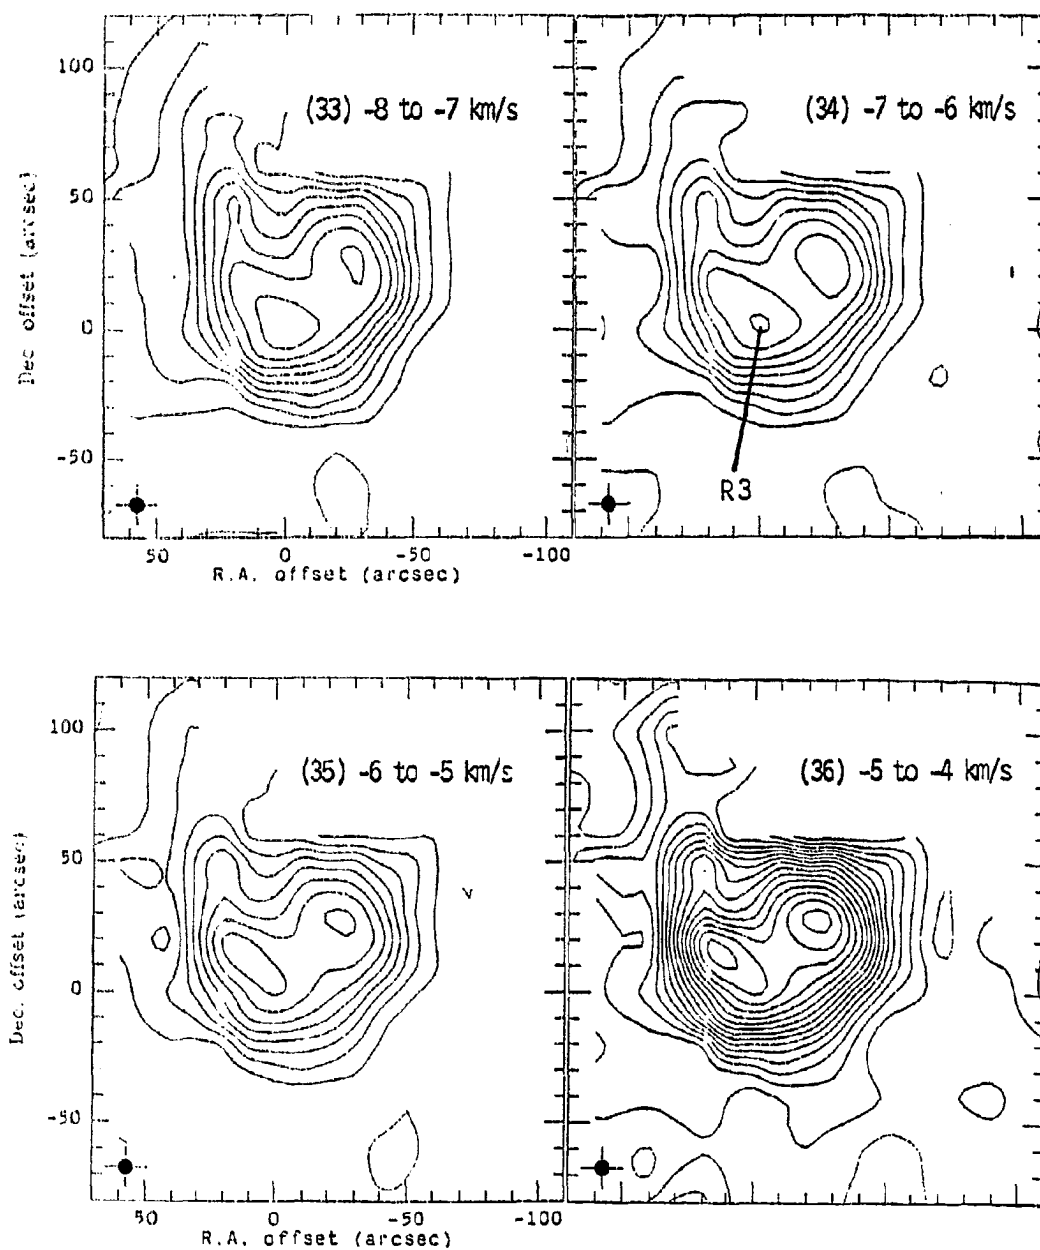 (33) -8 to -7 km/s
(34) -7 to -6 km/s
100
50
0
-50
Dec offset (arcsec)
R3
50 0 -50 -100
R.A. offset (arcsec)
(35) -6 to -5 km/s
(36) -5 to -4 km/s
100
50
0
-50
Dec. offset (arcsec)
50 0 -50 -100
R.A. offset (arcsec)